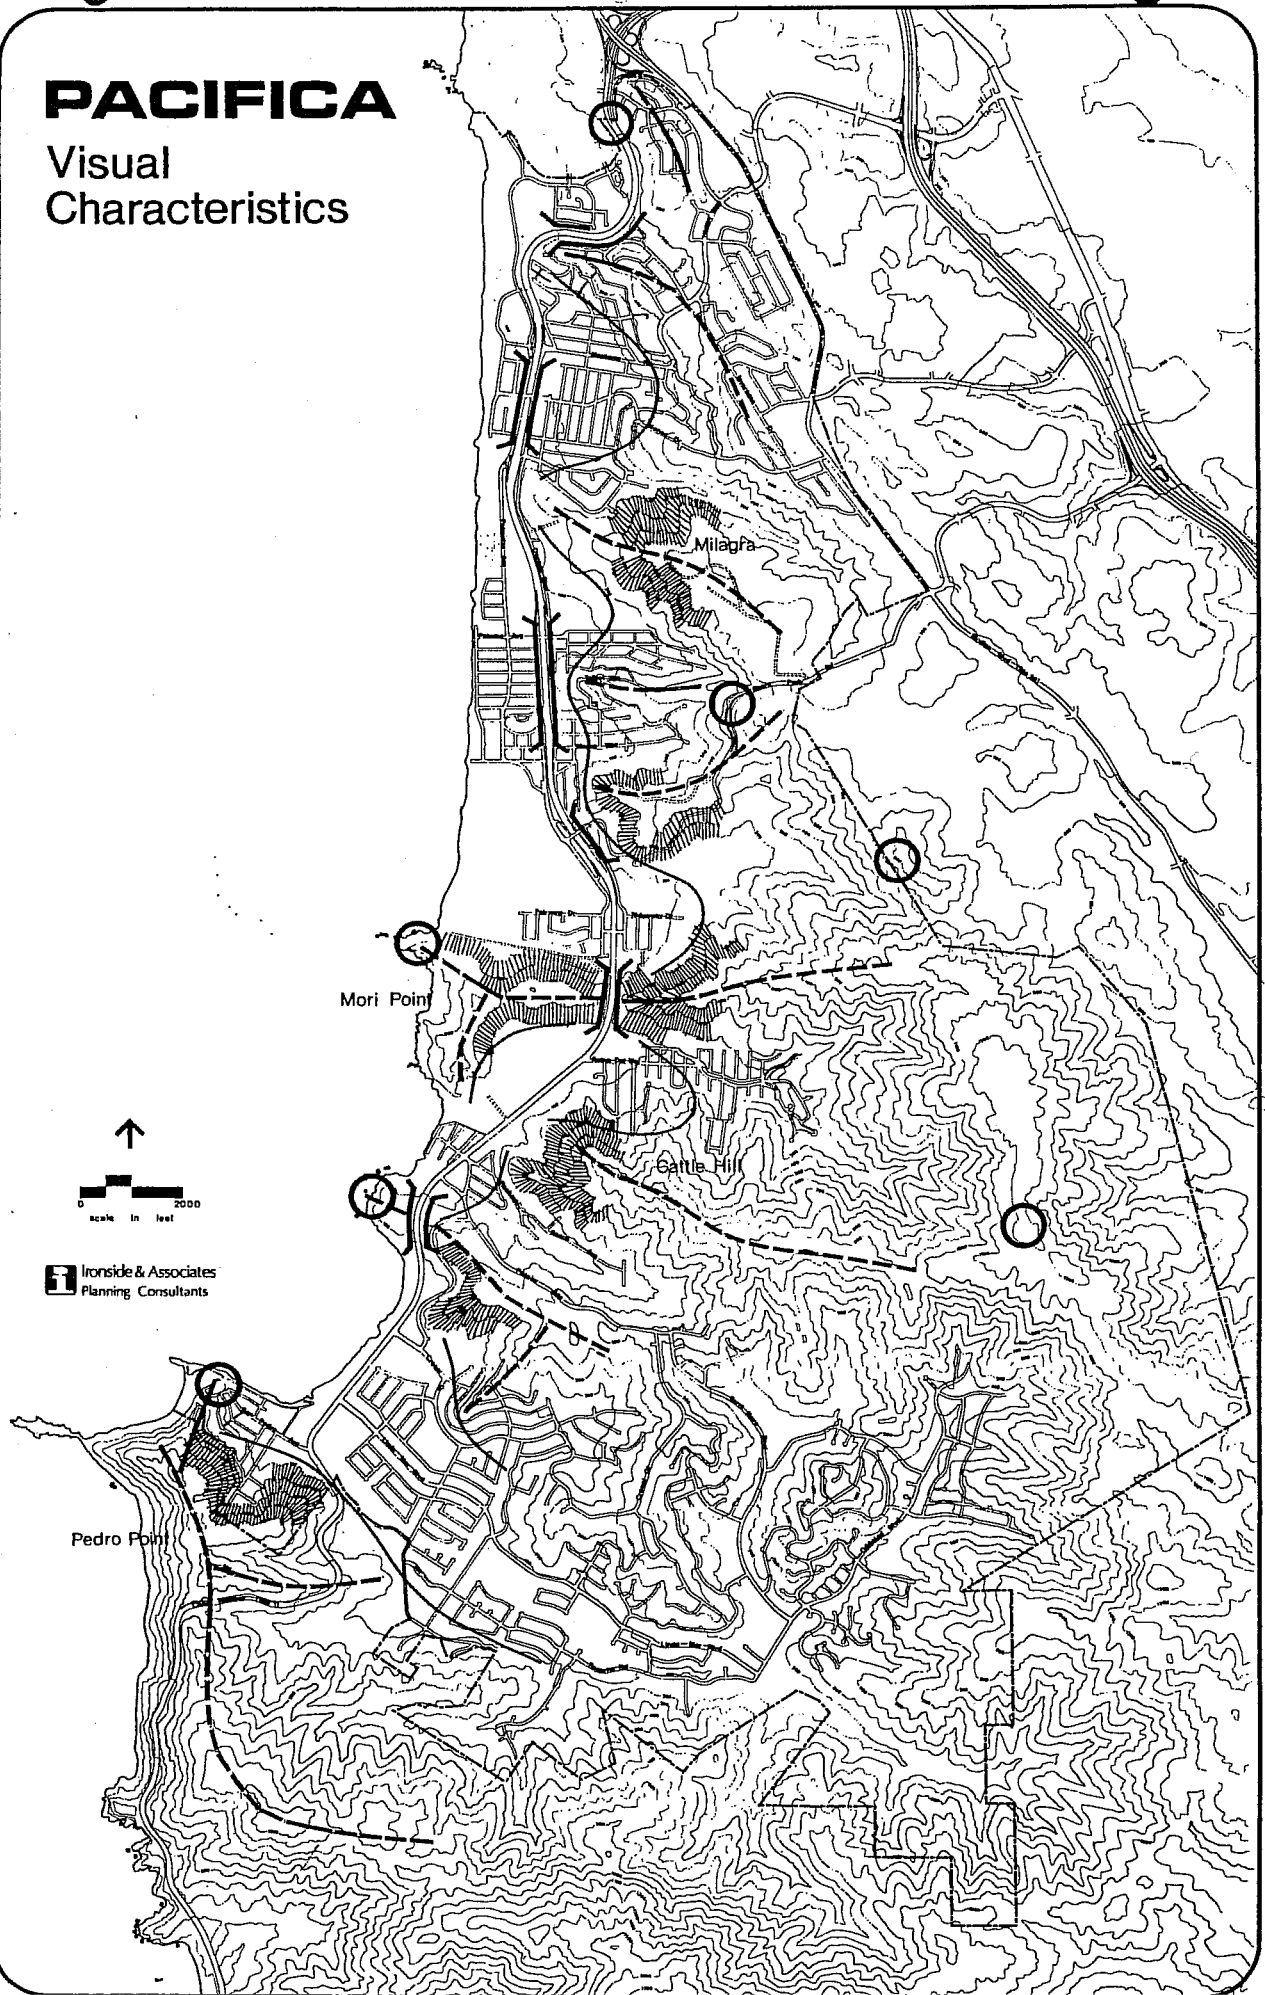 PACIFICA
Visual
Characteristics
Milagra
Mori Point
Cattle Hill
0 2000
scale in feet
Ironside & Associates
Planning Consultants
Pedro Point